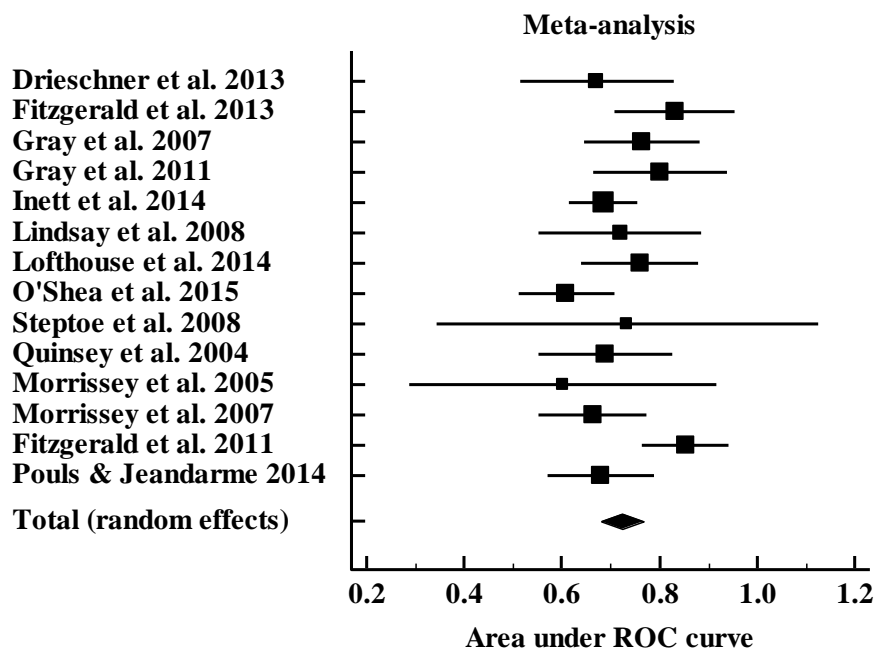 Meta-analysis
Drieschner et al. 2013
Fitzgerald et al. 2013
Gray et al. 2007
Gray et al. 2011
Inett et al. 2014
Lindsay et al. 2008
Lofthouse et al. 2014
O'Shea et al. 2015
Steptoe et al. 2008
Quinsey et al. 2004
Morrissey et al. 2005
Morrissey et al. 2007
Fitzgerald et al. 2011
Pouls & Jeandarme 2014
Total (random effects)
0.2 0.4 0.6 0.8 1.0 1.2
Area under ROC curve